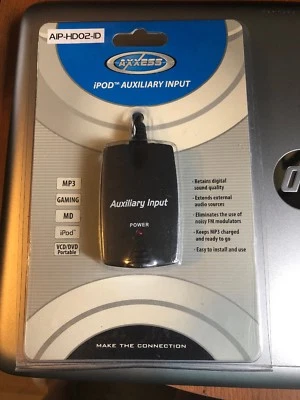 AIP-HD02-ID
AXXESS
iPOD™ AUXILIARY INPUT
MP3
GAMING
MD
iPod™
VCD/DVD
Portable
Auxiliary Input
POWER
- Retains digital
sound quality
- Extends external
audio sources
- Eliminates the use of
noisy FM modulators
- Keeps MP3 charged
and ready to go
- Easy to install and use
MAKE THE CONNECTION